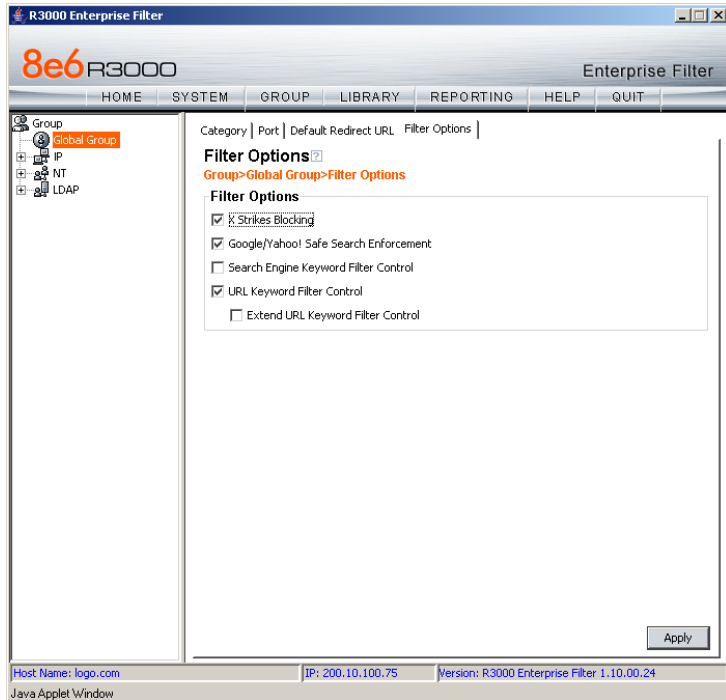 R3000 Enterprise Filter
8e6 R3000
Enterprise Filter
HOME SYSTEM GROUP LIBRARY REPORTING HELP QUIT
Group
Global Group
IP
NT
LDAP
Category Port Default Redirect URL Filter Options
Filter Options ?
Group>Global Group>Filter Options
Filter Options
X Strikes Blocking
Google/Yahoo! Safe Search Enforcement
Search Engine Keyword Filter Control
URL Keyword Filter Control
Extend URL Keyword Filter Control
Apply
Host Name: logo.com IP: 200.10.100.75 Version: R3000 Enterprise Filter 1.10.00.24
Java Applet Window